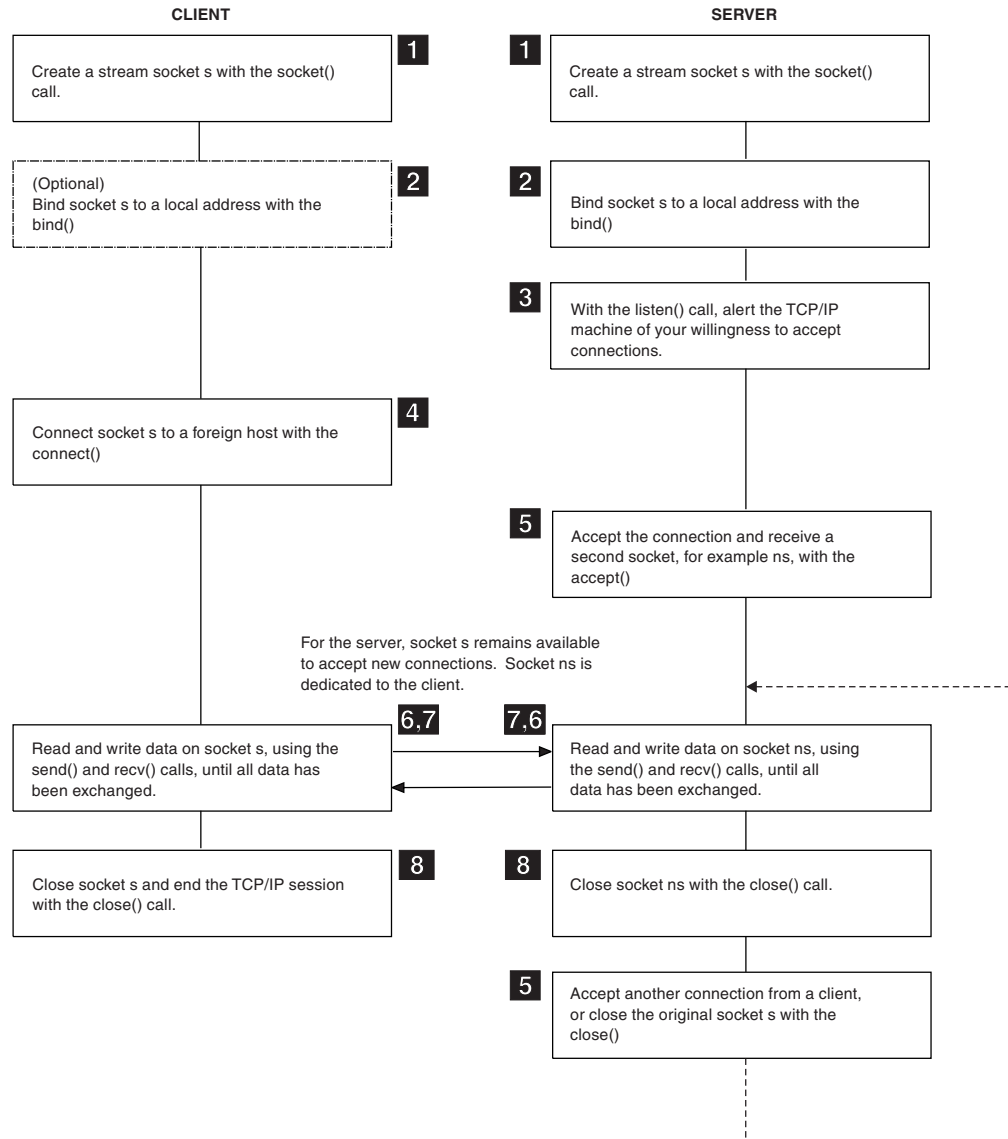 CLIENT
SERVER
1
Create a stream socket s with the socket()
call.
1
Create a stream socket s with the socket()
call.
2
(Optional)
Bind socket s to a local address with the
bind()
2
Bind socket s to a local address with the
bind()
3
With the listen() call, alert the TCP/IP
machine of your willingness to accept
connections.
4
Connect socket s to a foreign host with the
connect()
5
Accept the connection and receive a
second socket, for example ns, with the
accept()
For the server, socket s remains available
to accept new connections. Socket ns is
dedicated to the client.
6,7
7,6
Read and write data on socket s, using the
send() and recv() calls, until all data has
been exchanged.
Read and write data on socket ns, using
the send() and recv() calls, until all
data has been exchanged.
8
Close socket s and end the TCP/IP session
with the close() call.
8
Close socket ns with the close() call.
5
Accept another connection from a client,
or close the original socket s with the
close()